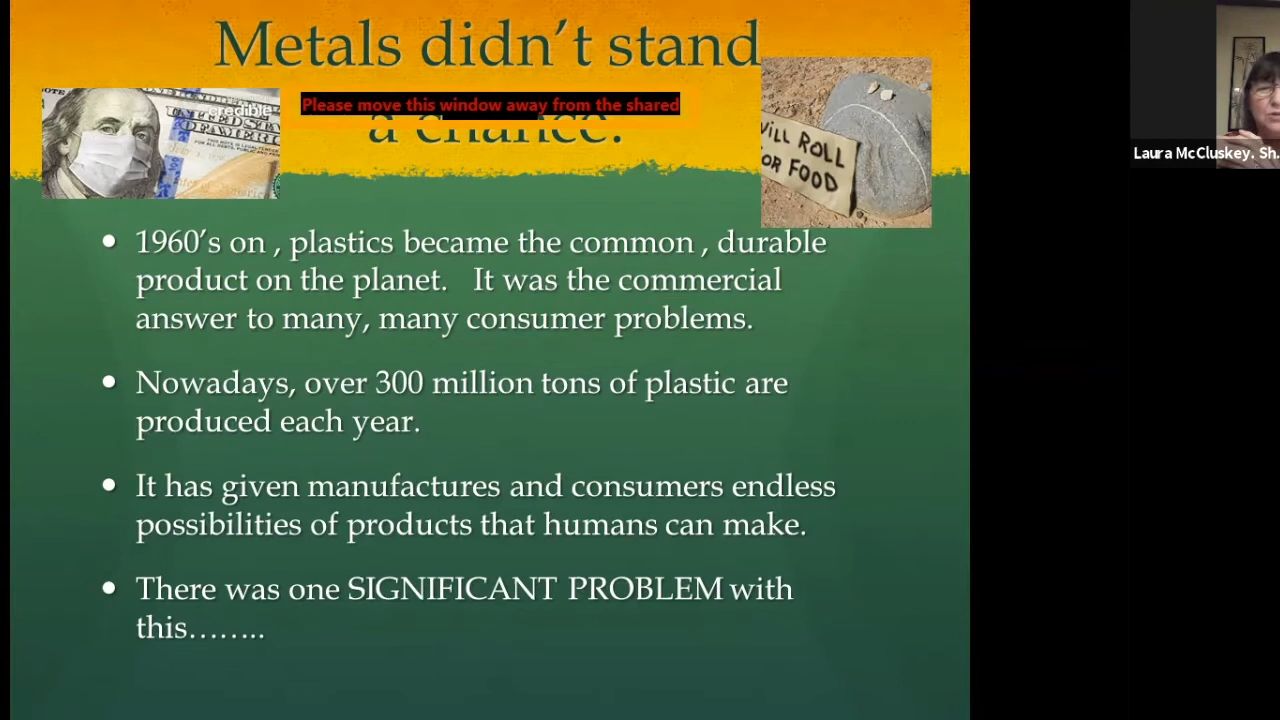 Metals didn't stand
a chance.
Please move this window away from the shared
WILL ROLL
FOR FOOD
Laura McCluskey. Sh.
• 1960's on , plastics became the common , durable
product on the planet. It was the commercial
answer to many, many consumer problems.
• Nowadays, over 300 million tons of plastic are
produced each year.
• It has given manufactures and consumers endless
possibilities of products that humans can make.
• There was one SIGNIFICANT PROBLEM with
this……..